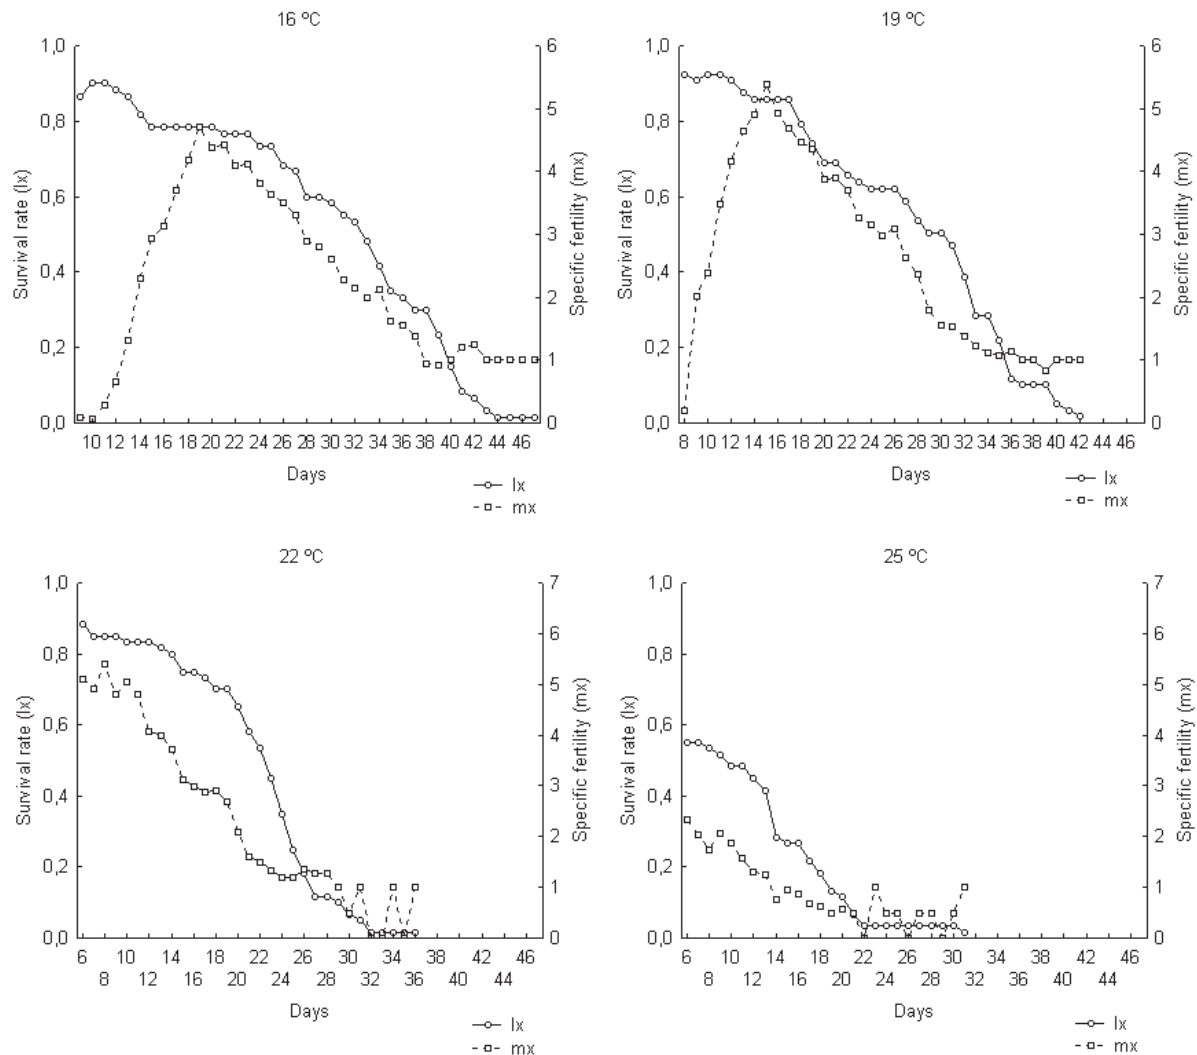 16 ºC
1,0
0,8
0,6
0,4
0,2
0,0
Survival rate (lx)
6
5
4
3
2
1
0
Specific fertility (mx)
10 12 14 16 18 20 22 24 26 28 30 32 34 36 38 40 42 44 46
Days
lx
mx
19 ºC
1,0
0,8
0,6
0,4
0,2
0,0
Survival rate (lx)
6
5
4
3
2
1
0
Specific fertility (mx)
8 10 12 14 16 18 20 22 24 26 28 30 32 34 36 38 40 42 44 46
Days
lx
mx
22 ºC
1,0
0,8
0,6
0,4
0,2
0,0
Survival rate (lx)
7
6
5
4
3
2
1
0
Specific fertility (mx)
6 10 14 18 22 26 30 34 38 42 46
8 12 16 20 24 28 32 36 40 44
Days
lx
mx
25 ºC
1,0
0,8
0,6
0,4
0,2
0,0
Survival rate (lx)
7
6
5
4
3
2
1
0
Specific fertility (mx)
6 10 14 18 22 26 30 34 38 42 46
8 12 16 20 24 28 32 36 40 44
Days
lx
mx